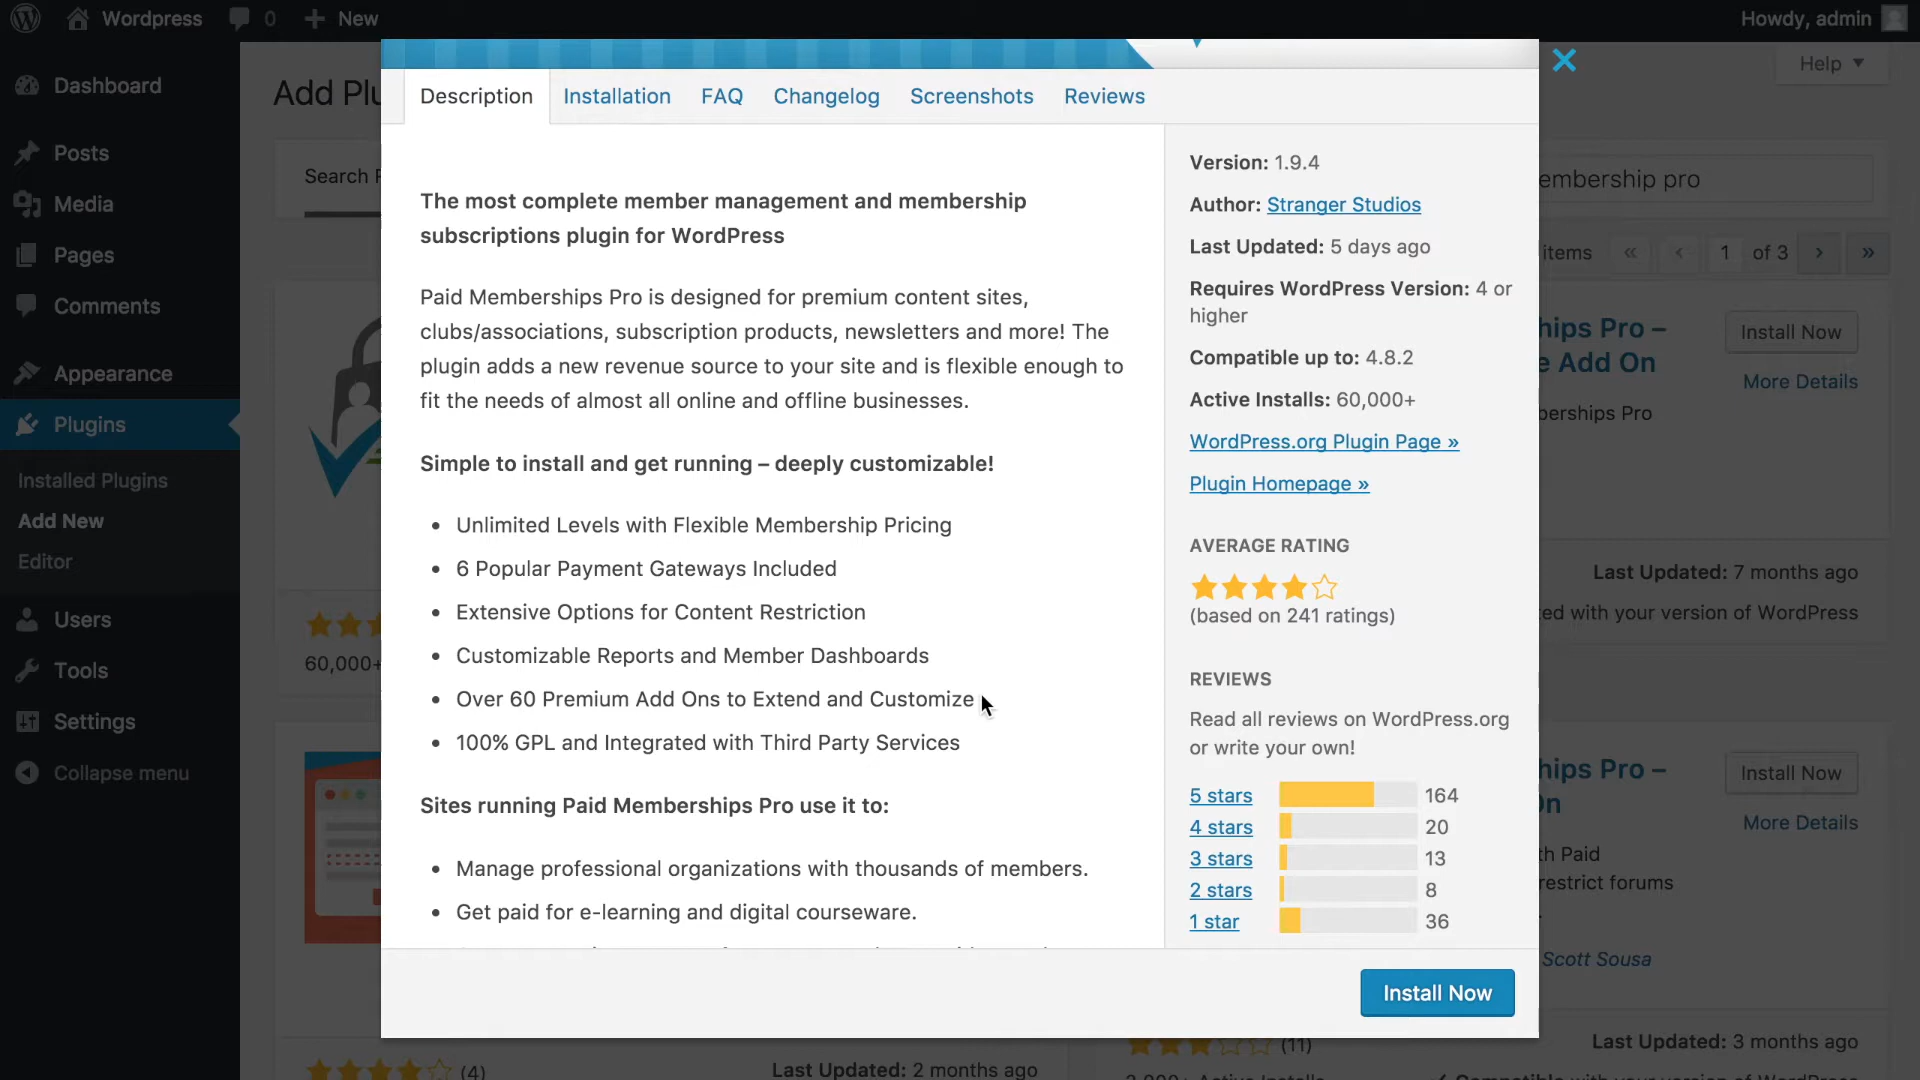 Wordpress
0
New
Howdy, admin
Dashboard
Posts
Media
Pages
Comments
Appearance
Plugins
Installed Plugins
Add New
Editor
Users
Tools
Settings
Collapse menu
Help
Search
embership pro
items « ‹ 1 of 3 › »
Description Installation FAQ Changelog Screenshots Reviews
The most complete member management and membership
subscriptions plugin for WordPress
Paid Memberships Pro is designed for premium content sites,
clubs/associations, subscription products, newsletters and more! The
plugin adds a new revenue source to your site and is flexible enough to
fit the needs of almost all online and offline businesses.
Simple to install and get running – deeply customizable!
• Unlimited Levels with Flexible Membership Pricing
• 6 Popular Payment Gateways Included
• Extensive Options for Content Restriction
• Customizable Reports and Member Dashboards
• Over 60 Premium Add Ons to Extend and Customize
• 100% GPL and Integrated with Third Party Services
Sites running Paid Memberships Pro use it to:
• Manage professional organizations with thousands of members.
• Get paid for e-learning and digital courseware.
Version: 1.9.4
Author: Stranger Studios
Last Updated: 5 days ago
Requires WordPress Version: 4 or
higher
Compatible up to: 4.8.2
Active Installs: 60,000+
WordPress.org Plugin Page »
Plugin Homepage »
AVERAGE RATING
(based on 241 ratings)
REVIEWS
Read all reviews on WordPress.org
or write your own!
5 stars 164
4 stars 20
3 stars 13
2 stars 8
1 star 36
Install Now
hips Pro –
e Add On
Install Now
More Details
berships Pro
Last Updated: 7 months ago
ed with your version of WordPress
60,000+
hips Pro –
Install Now
More Details
th Paid
restrict forums
Scott Sousa
(4)
Last Updated: 2 months ago
(11)
Last Updated: 3 months ago